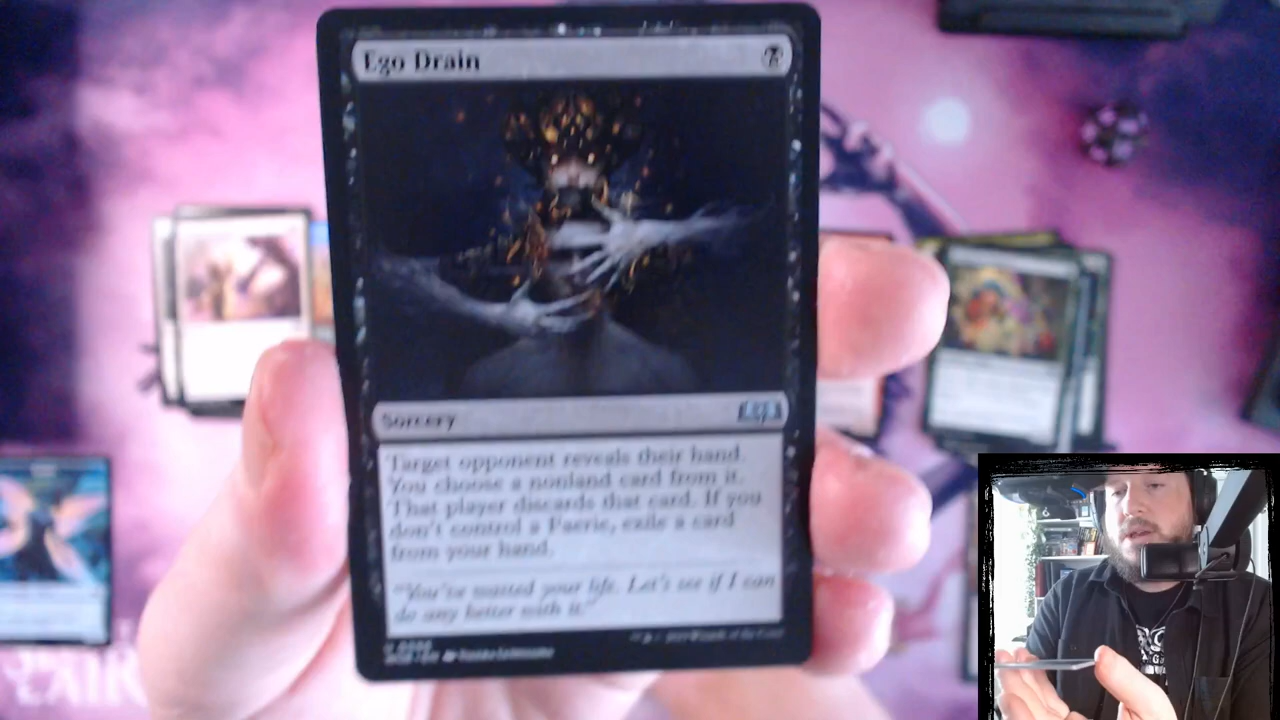 Ego Drain
Sorcery
Target opponent reveals their hand.
You choose a nonland card from it.
That player discards that card. If you
don't control a Faerie, exile a card
from your hand.
"You've wasted your life. Let's see if I can
do any better with it."
LAIR